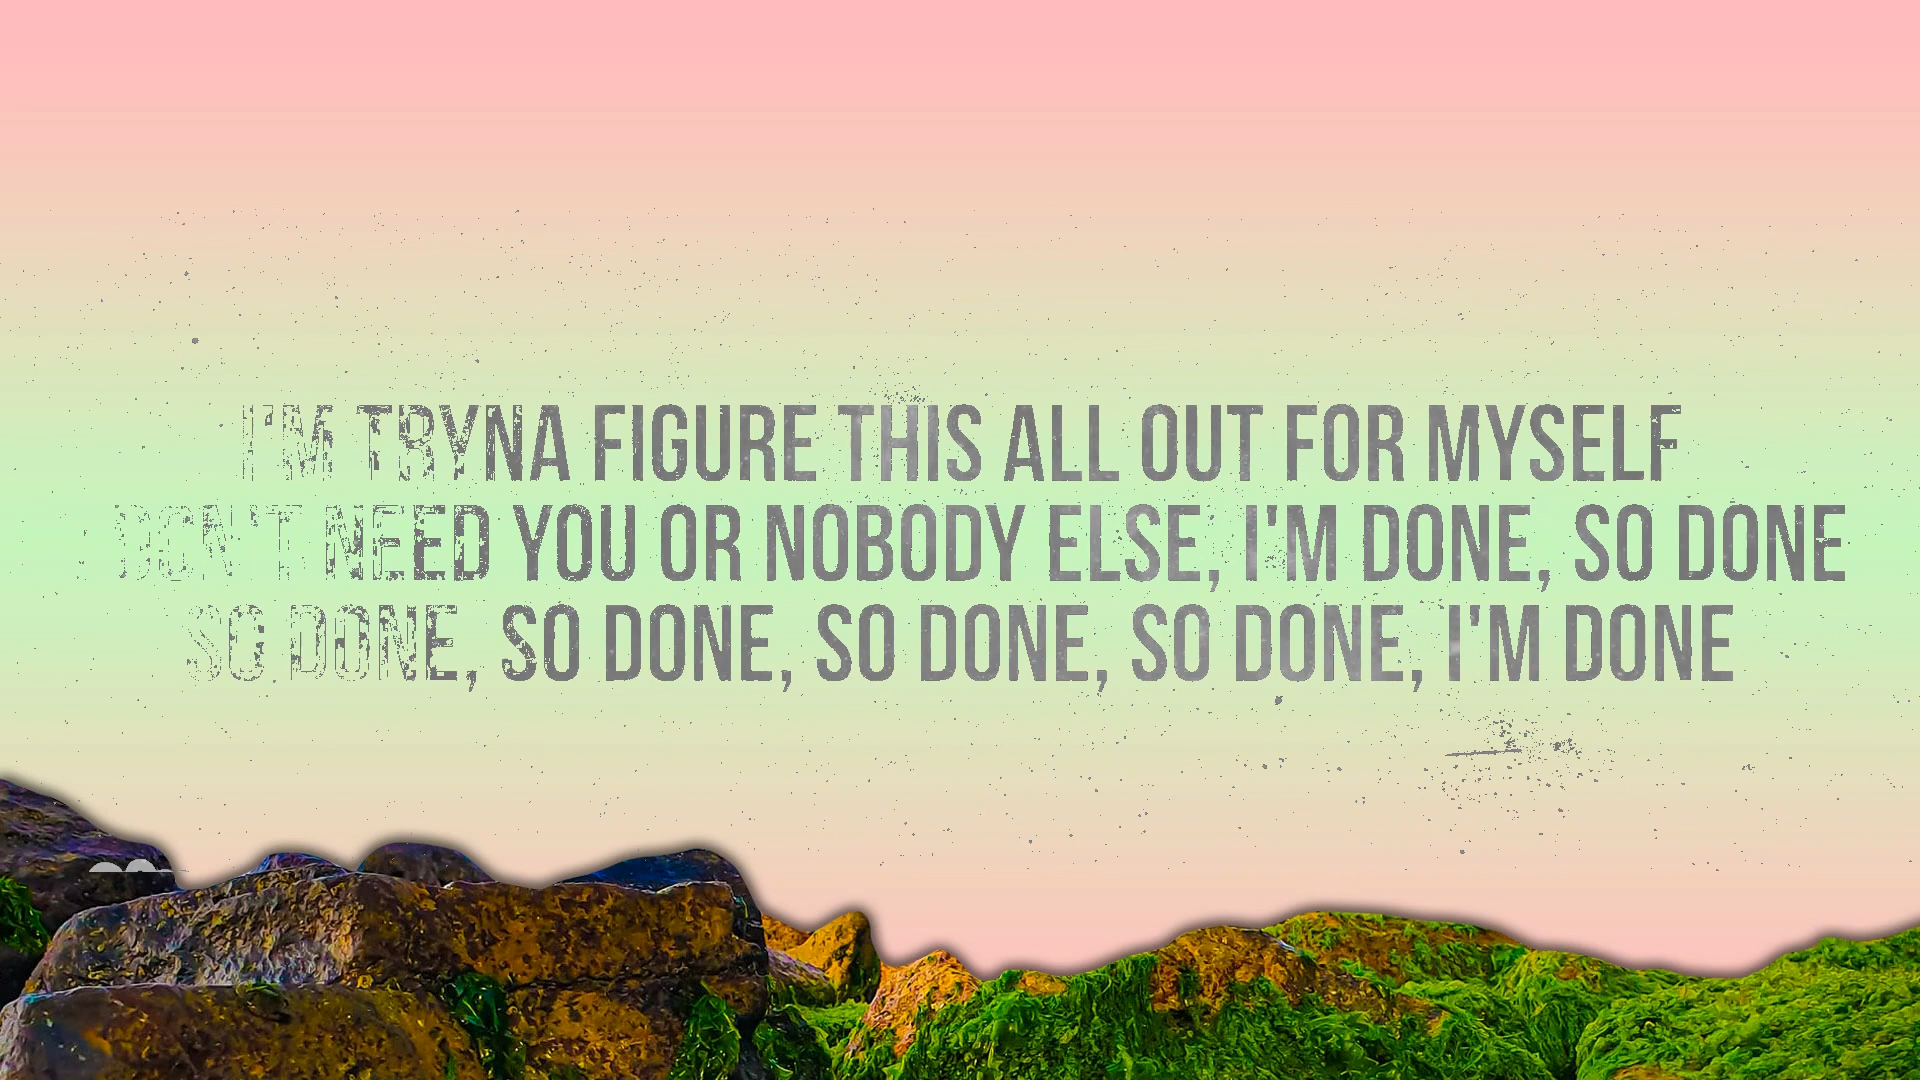 I'M TRYNA FIGURE THIS ALL OUT FOR MYSELF
DON'T NEED YOU OR NOBODY ELSE, I'M DONE, SO DONE
SO DONE, SO DONE, SO DONE, SO DONE, I'M DONE